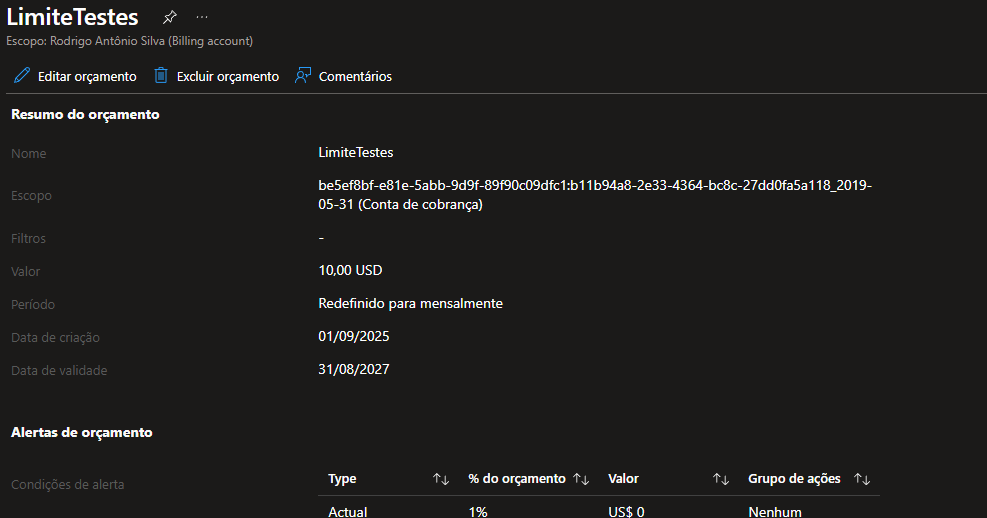 LimiteTestes
Escopo: Rodrigo Antônio Silva (Billing account)
Editar orçamento Excluir orçamento Comentários
Resumo do orçamento
Nome LimiteTestes
Escopo be5ef8bf-e81e-5abb-9d9f-89f90c09dfc1:b11b94a8-2e33-4364-bc8c-27dd0fa5a118_2019-
05-31 (Conta de cobrança)
Filtros -
Valor 10,00 USD
Período Redefinido para mensalmente
Data de criação 01/09/2025
Data de validade 31/08/2027
Alertas de orçamento
Condições de alerta
Type % do orçamento Valor Grupo de ações
Actual 1% US$ 0 Nenhum